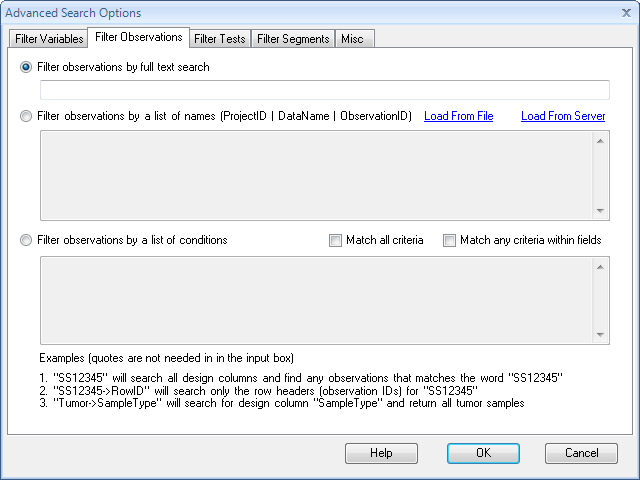 Advanced Search Options
Filter Variables Filter Observations Filter Tests Filter Segments Misc
Filter observations by full text search
Filter observations by a list of names (ProjectID | DataName | ObservationID) Load From File Load From Server
Filter observations by a list of conditions Match all criteria Match any criteria within fields
Examples (quotes are not needed in in the input box)
1. "SS12345" will search all design columns and find any observations that matches the word "SS12345"
2. "SS12345->RowID" will search only the row headers (observation IDs) for "SS12345"
3. "Tumor->SampleType" will search for design column "SampleType" and return all tumor samples
Help OK Cancel